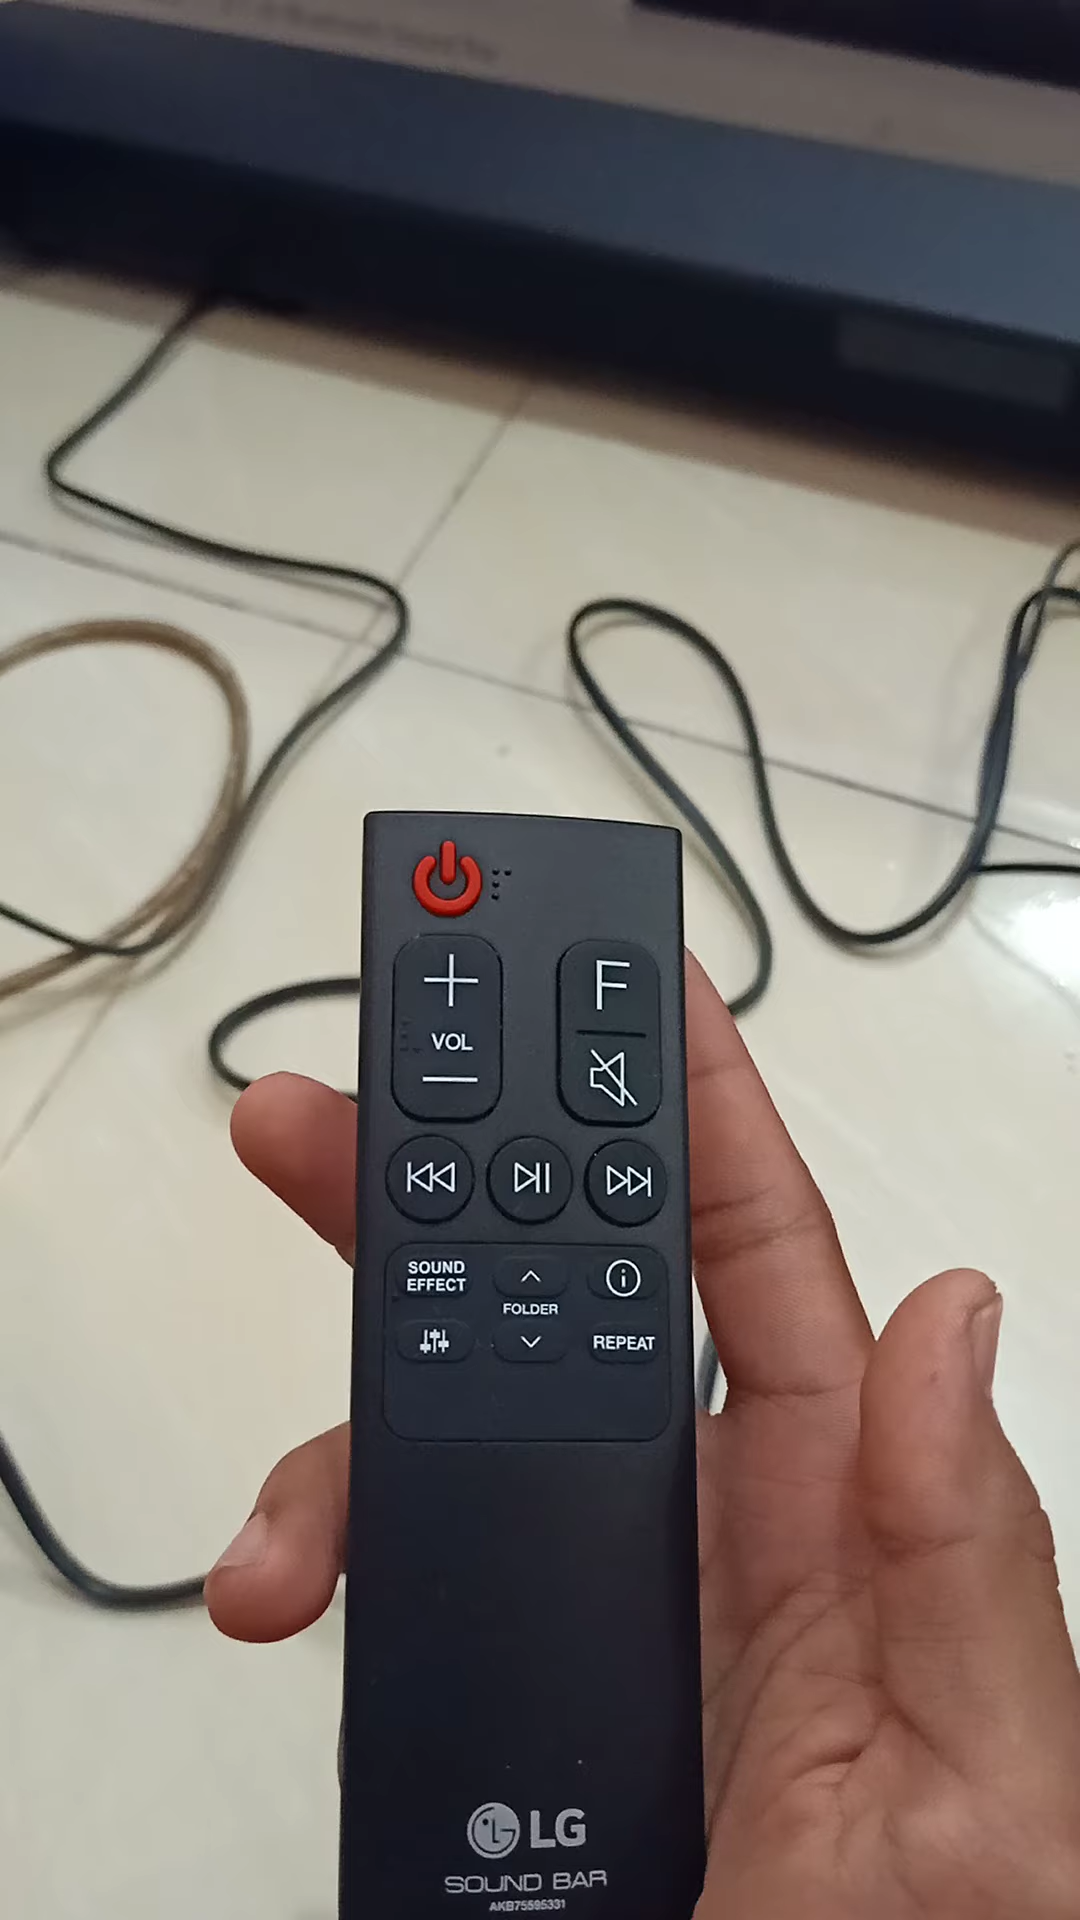 VOL
F
SOUND
EFFECT
FOLDER
REPEAT
LG
SOUND BAR
AKB75595331